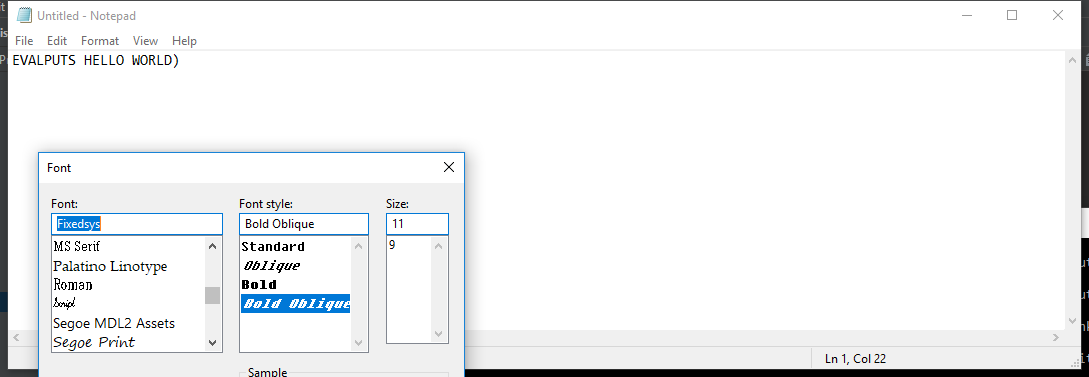 Untitled - Notepad
File Edit Format View Help
EVALPUTS HELLO WORLD)
Font
Font: Font style: Size:
Fixedsys Bold Oblique 11
MS Serif Standard 9
Palatino Linotype Oblique
Roman Bold
Script Bold Oblique
Segoe MDL2 Assets
Segoe Print
Sample
Ln 1, Col 22